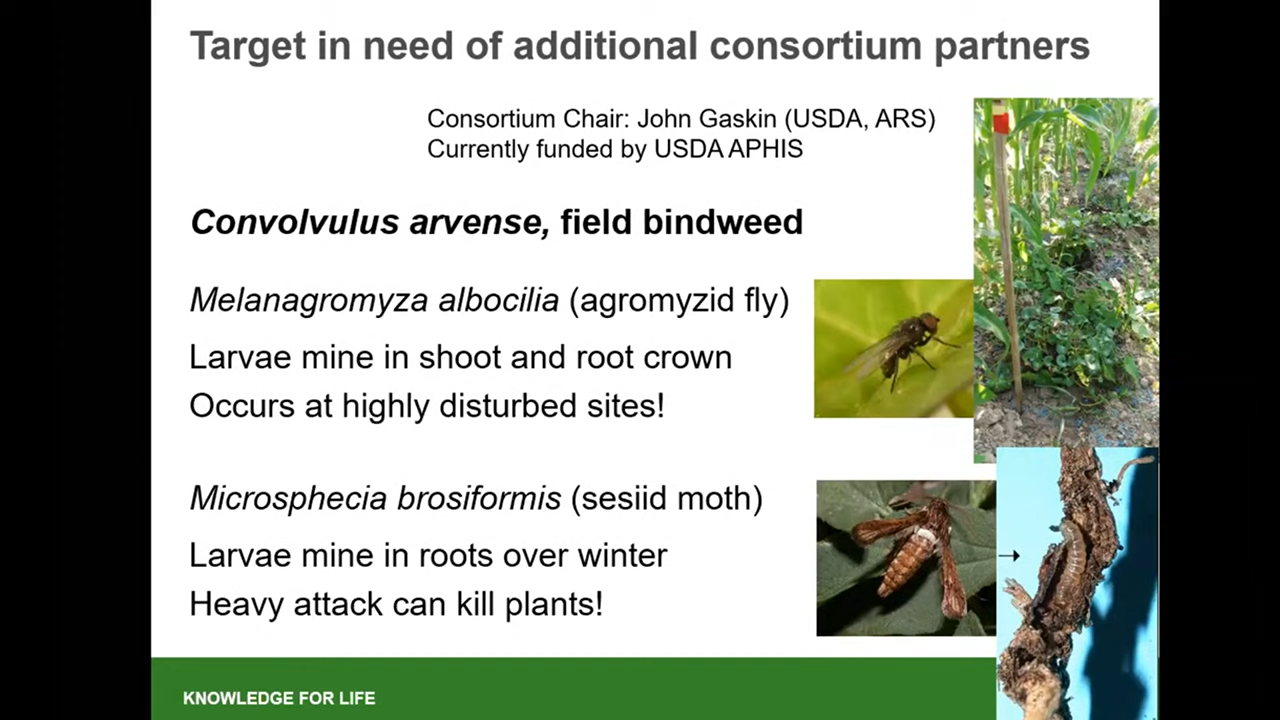 Target in need of additional consortium partners
Consortium Chair: John Gaskin (USDA, ARS)
Currently funded by USDA APHIS
Convolvulus arvense, field bindweed
Melanagromyza albocilia (agromyzid fly)
Larvae mine in shoot and root crown
Occurs at highly disturbed sites!
Microsphecia brosiformis (sesiid moth)
Larvae mine in roots over winter
Heavy attack can kill plants!
KNOWLEDGE FOR LIFE